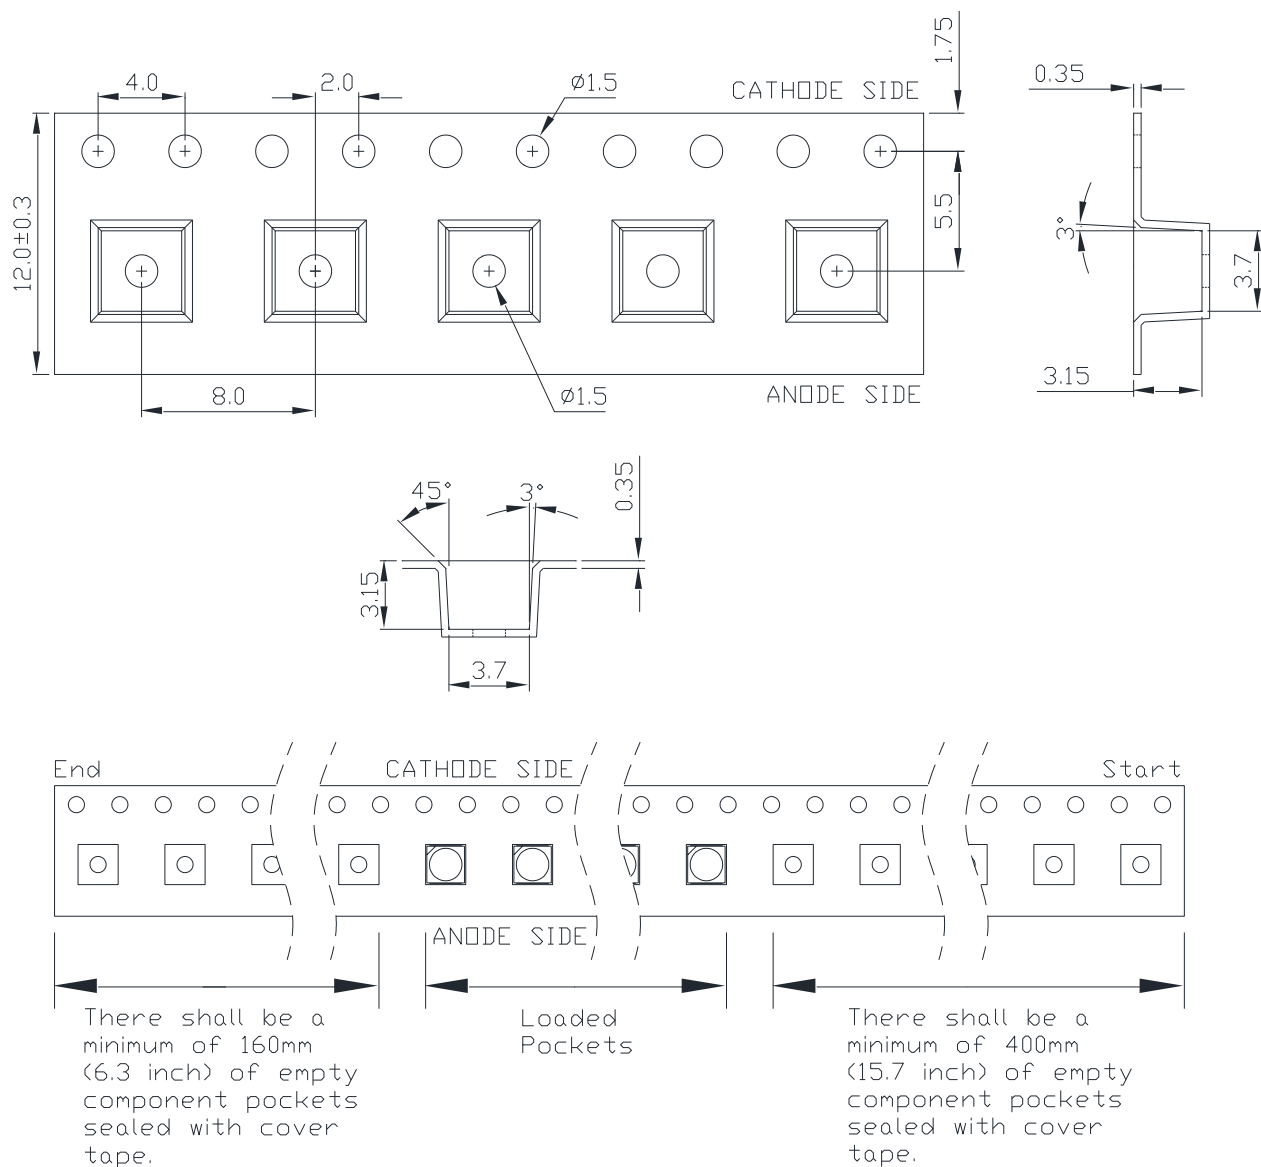 4.0
2.0
Ø1.5
CATHODE SIDE
1.75
0.35
12.0±0.3
5.5
3°
3.7
8.0
Ø1.5
ANODE SIDE
3.15
45°
3°
0.35
3.15
3.7
End
CATHODE SIDE
Start
ANODE SIDE
There shall be a
minimum of 160mm
(6.3 inch) of empty
component pockets
sealed with cover
tape.
Loaded
Pockets
There shall be a
minimum of 400mm
(15.7 inch) of empty
component pockets
sealed with cover
tape.